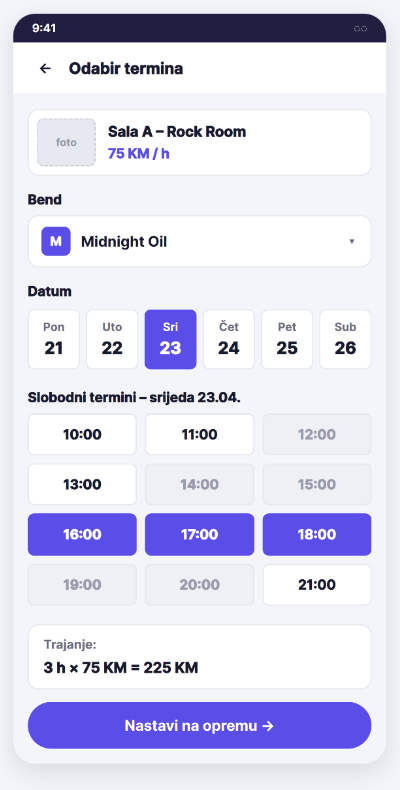 9:41
← Odabir termina
foto
Sala A – Rock Room
75 KM / h
Bend
M Midnight Oil ▾
Datum
Pon Uto Sri Čet Pet Sub
21 22 23 24 25 26
Slobodni termini – srijeda 23.04.
10:00 11:00 12:00
13:00 14:00 15:00
16:00 17:00 18:00
19:00 20:00 21:00
Trajanje:
3 h × 75 KM = 225 KM
Nastavi na opremu →